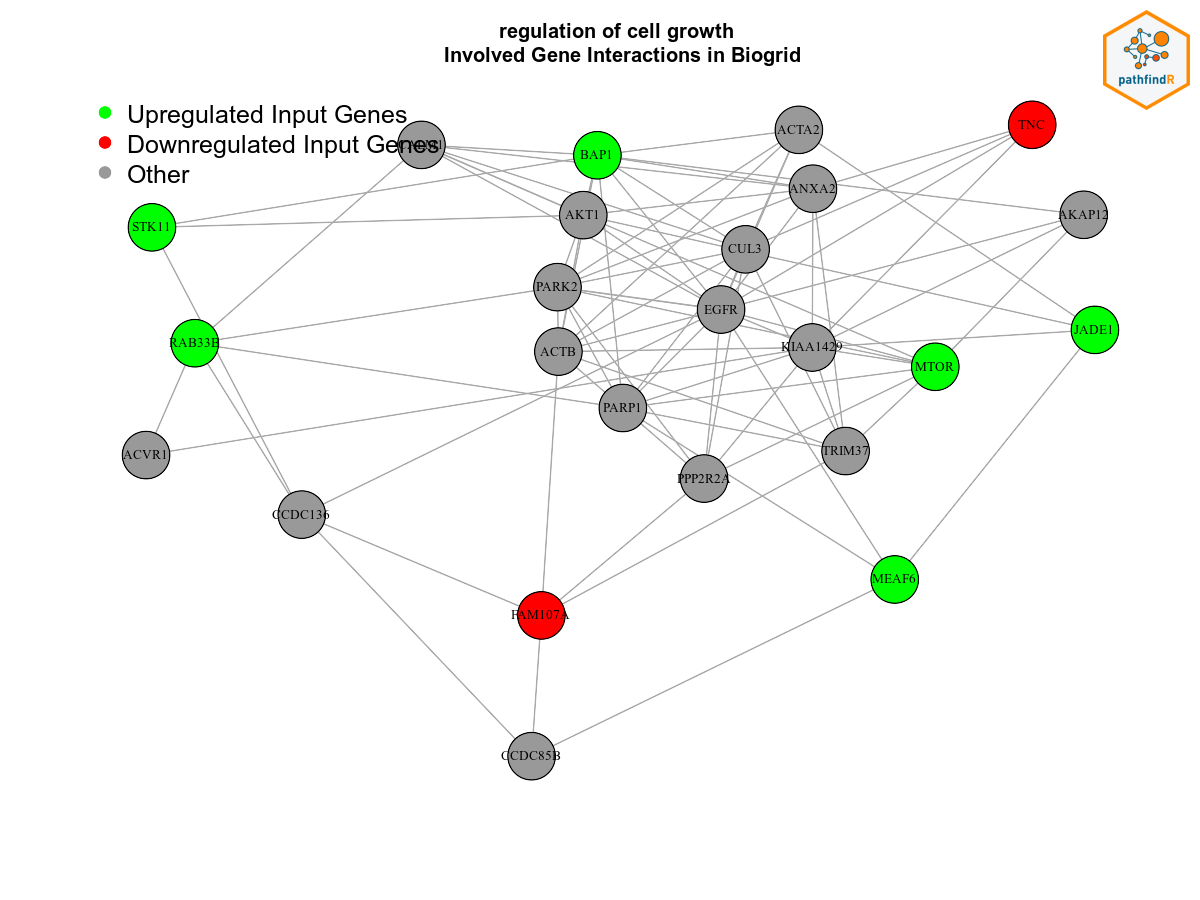 regulation of cell growth
Involved Gene Interactions in Biogrid
pathfindR
Upregulated Input Genes
Downregulated Input Genes
Other
TNC
ACTA2
BAP1
ANXA2
AKT1
AKAP12
STK11
CUL3
PARK2
EGFR
JADE1
RAB33B
KIAA1429
ACTB
MTOR
PARP1
TRIM37
ACVR1
PPP2R2A
CCDC136
MEAF6
FAM107A
CCDC85B